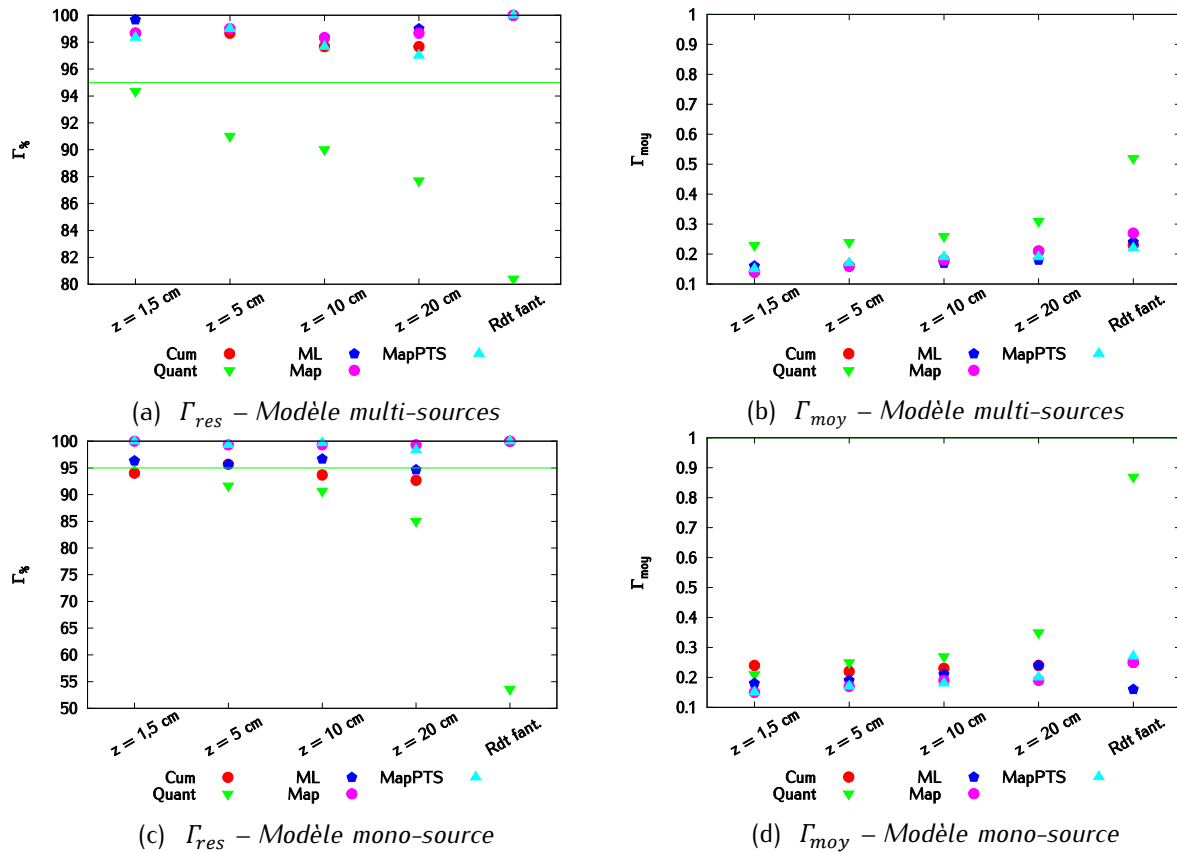 100
98
96
94
92
90
88
86
84
82
80
Γ%
z = 1,5 cm
z = 5 cm
z = 10 cm
z = 20 cm
Rdt fant.
Cum
ML
MapPTS
Quant
Map
(a) Γres – Modèle multi-sources
1
0.9
0.8
0.7
0.6
0.5
0.4
0.3
0.2
0.1
Γmoy
z = 1,5 cm
z = 5 cm
z = 10 cm
z = 20 cm
Rdt fant.
Cum
ML
MapPTS
Quant
Map
(b) Γmoy – Modèle multi-sources
100
95
90
85
80
75
70
65
60
55
50
Γ%
z = 1,5 cm
z = 5 cm
z = 10 cm
z = 20 cm
Rdt fant.
Cum
ML
MapPTS
Quant
Map
(c) Γres – Modèle mono-source
1
0.9
0.8
0.7
0.6
0.5
0.4
0.3
0.2
0.1
Γmoy
z = 1,5 cm
z = 5 cm
z = 10 cm
z = 20 cm
Rdt fant.
Cum
ML
MapPTS
Quant
Map
(d) Γmoy – Modèle mono-source